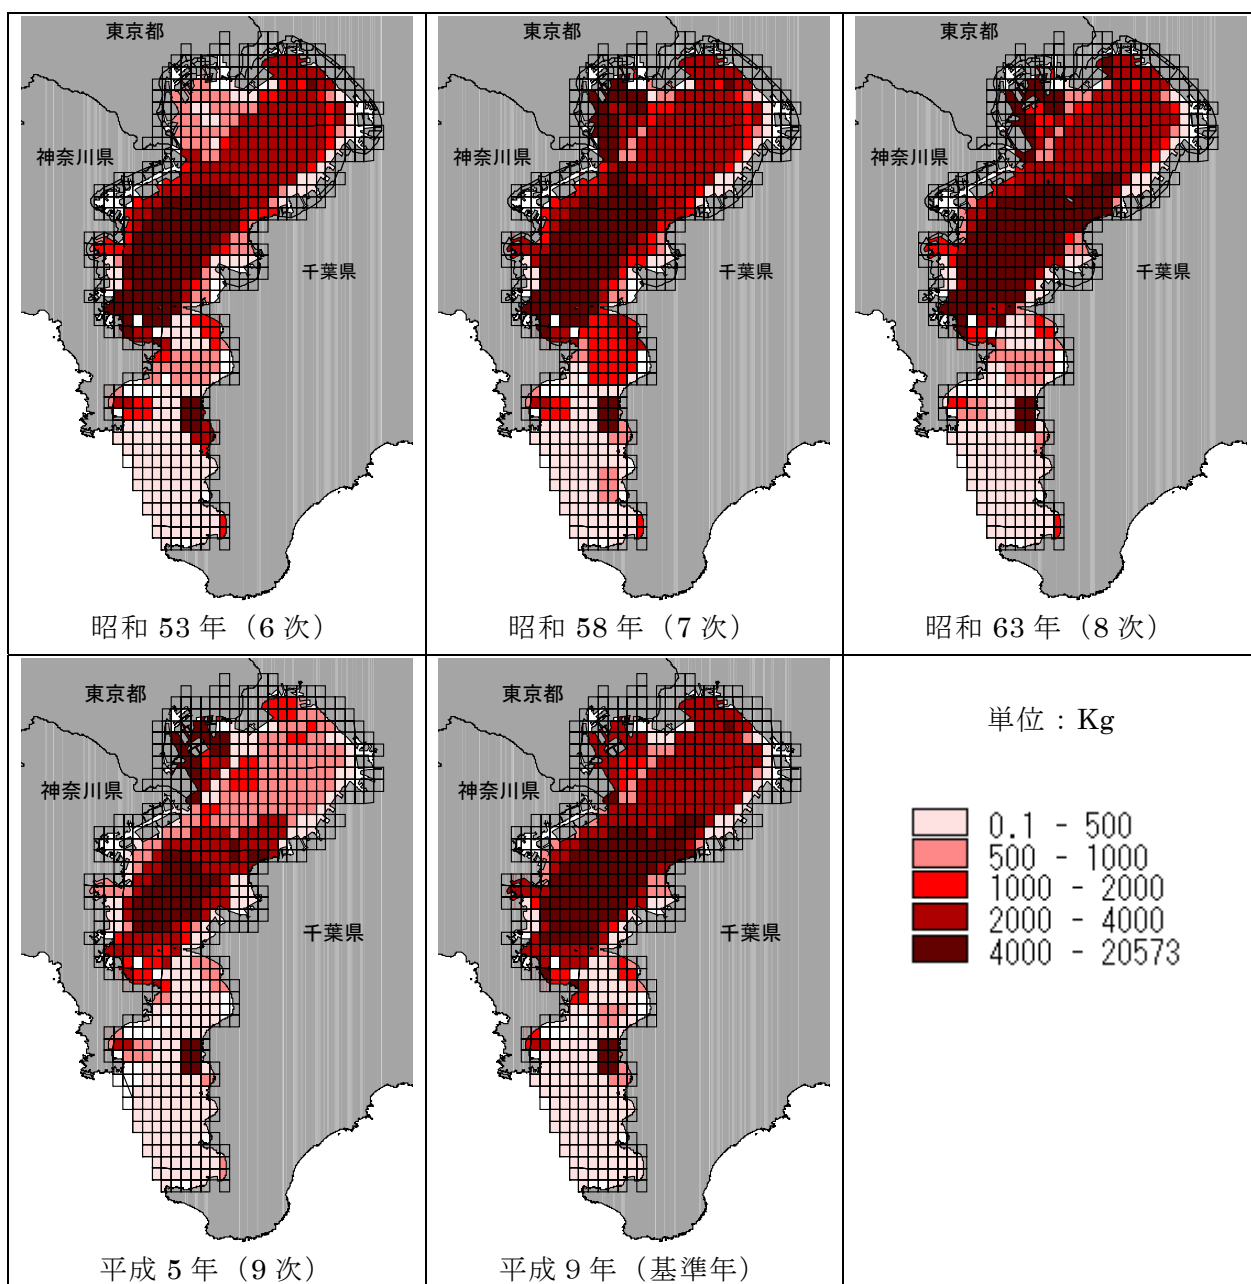 東京都
神奈川県
千葉県
昭和 53 年（6 次）
東京都
神奈川県
千葉県
昭和 58 年（7 次）
東京都
神奈川県
千葉県
昭和 63 年（8 次）
東京都
神奈川県
千葉県
平成 5 年（9 次）
東京都
神奈川県
千葉県
平成 9 年（基準年）
単位：Kg
0.1 - 500
500 - 1000
1000 - 2000
2000 - 4000
4000 - 20573